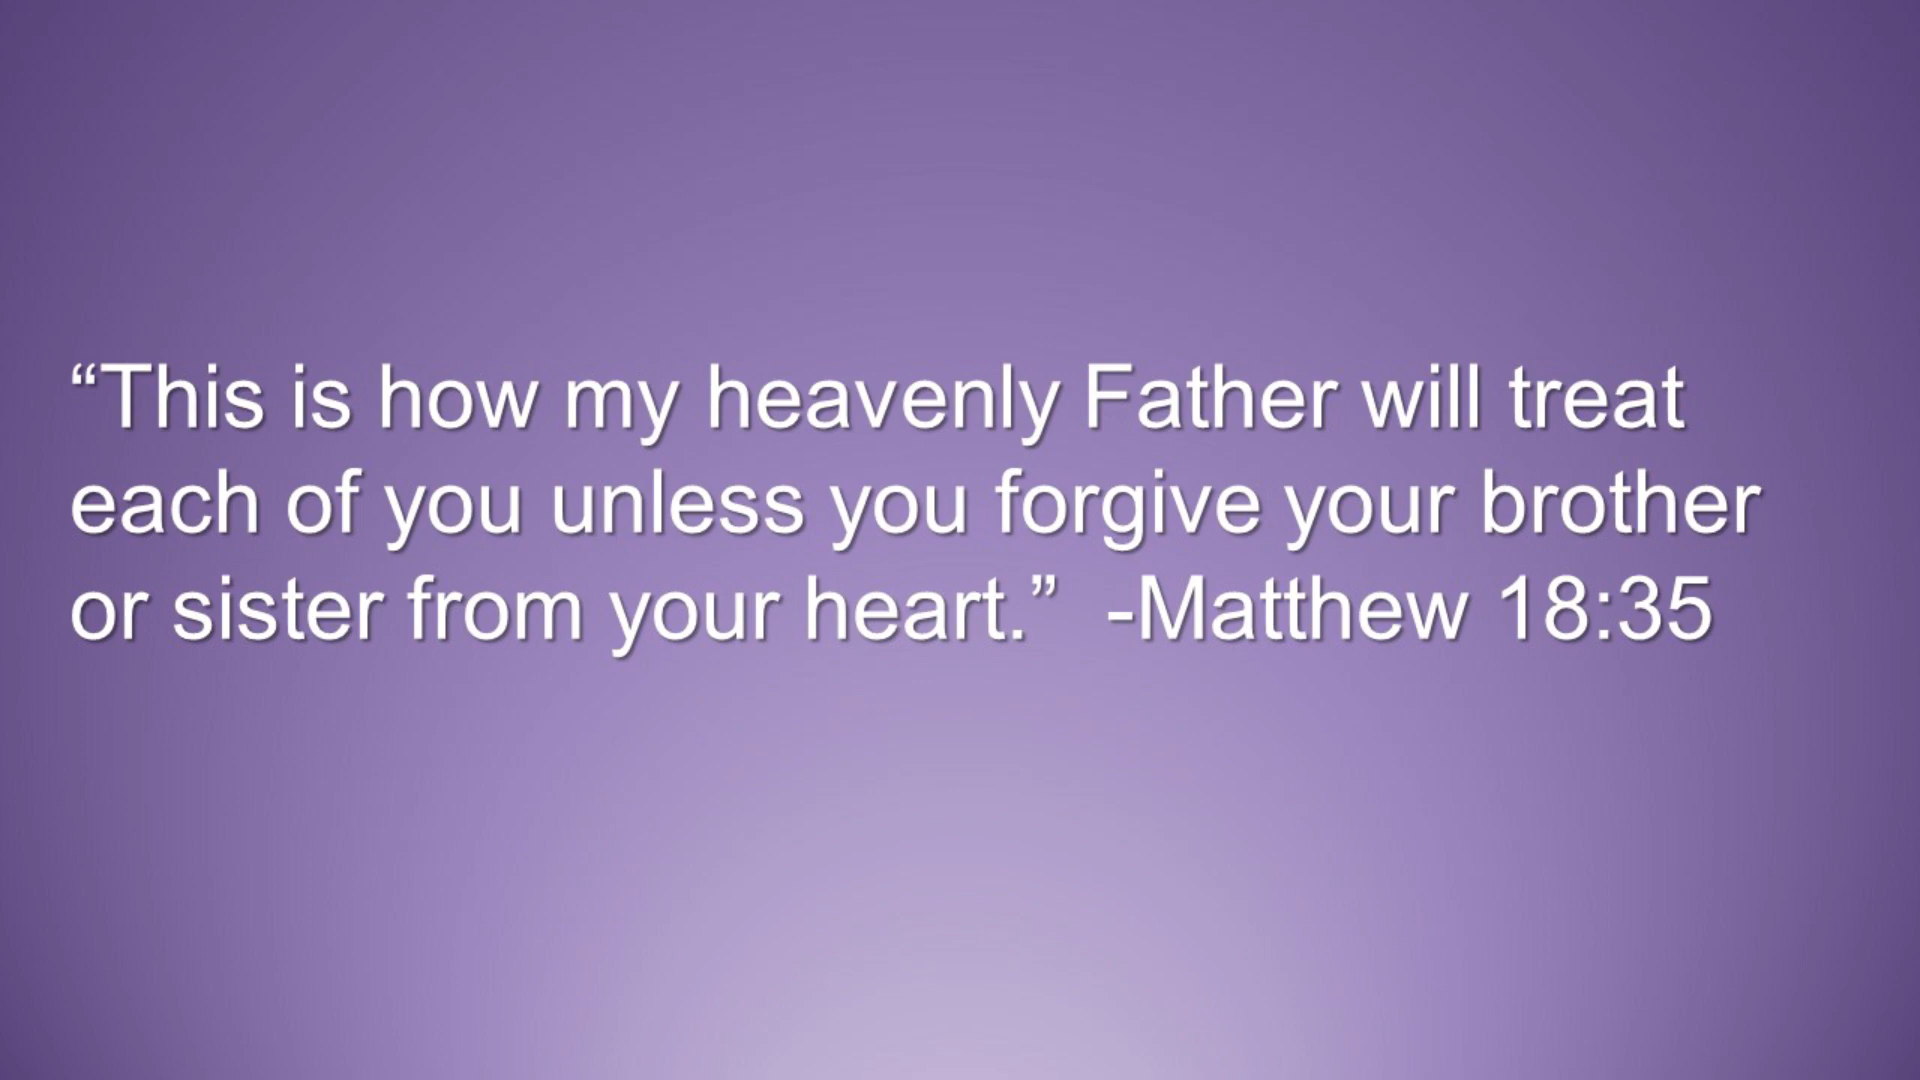 “This is how my heavenly Father will treat
each of you unless you forgive your brother
or sister from your heart.”  -Matthew 18:35